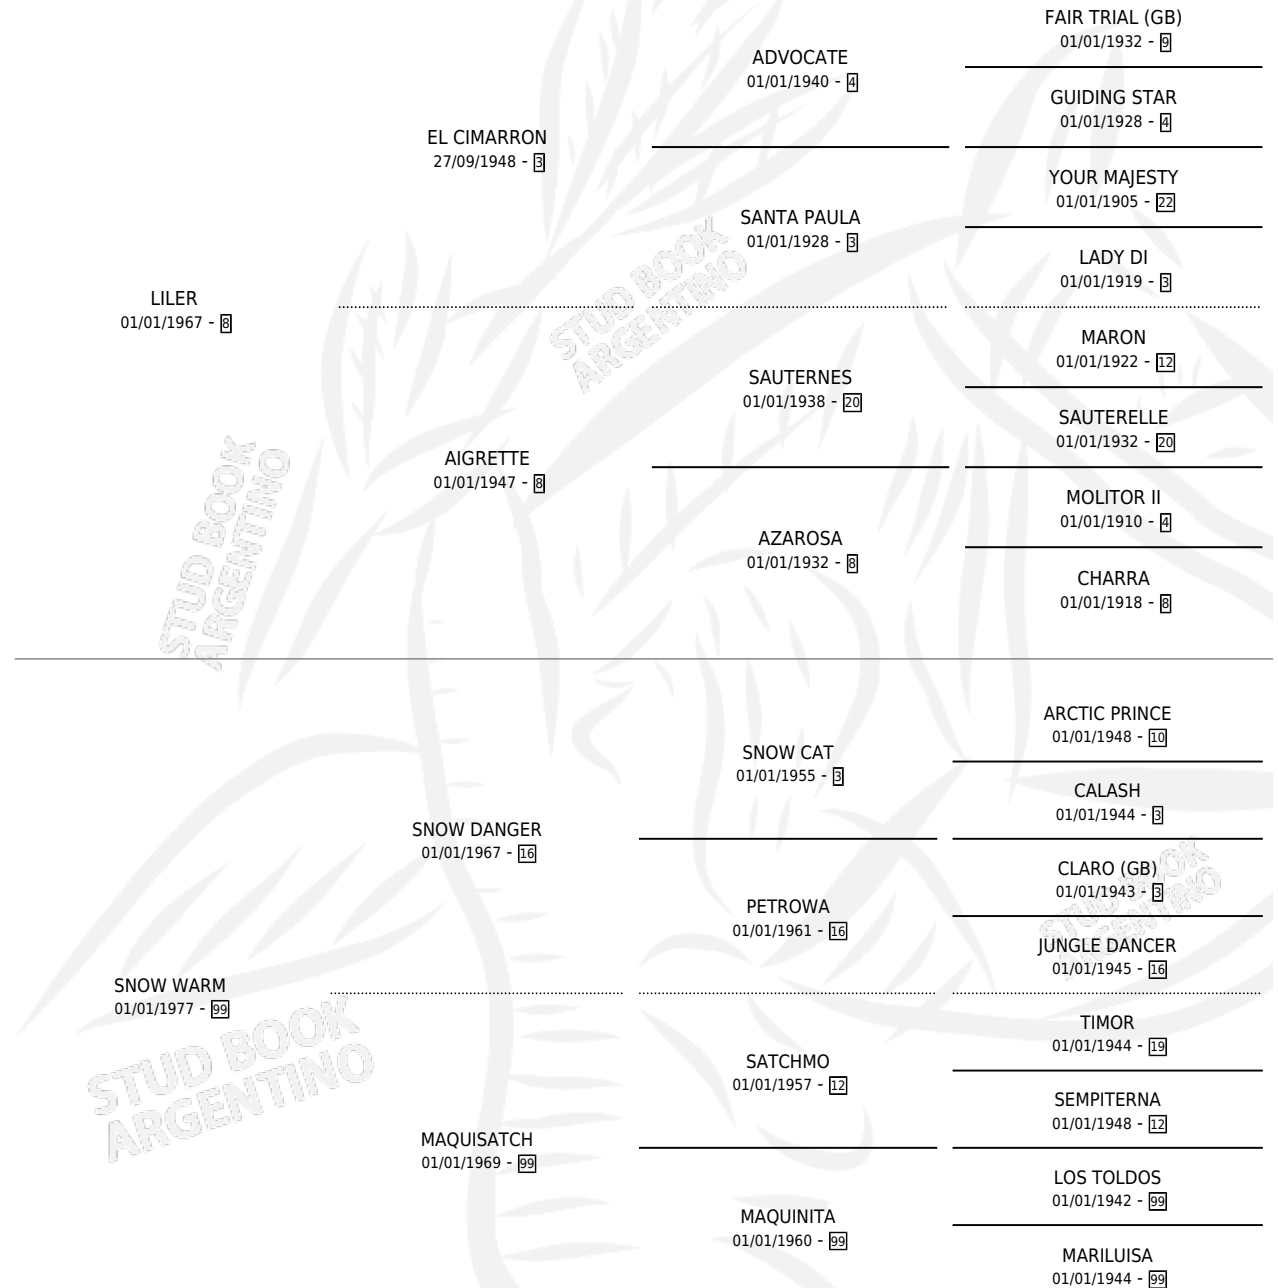 FAIR TRIAL (GB)
01/01/1932 - 9
ADVOCATE
01/01/1940 - 4
GUIDING STAR
01/01/1928 - 4
EL CIMARRON
27/09/1948 - 3
YOUR MAJESTY
01/01/1905 - 22
SANTA PAULA
01/01/1928 - 3
LADY DI
01/01/1919 - 3
LILER
01/01/1967 - 8
MARON
01/01/1922 - 12
SAUTERNES
01/01/1938 - 20
SAUTERELLE
01/01/1932 - 20
AIGRETTE
01/01/1947 - 8
MOLITOR II
01/01/1910 - 4
AZAROSA
01/01/1932 - 8
CHARRA
01/01/1918 - 8
ARCTIC PRINCE
01/01/1948 - 10
SNOW CAT
01/01/1955 - 3
CALASH
01/01/1944 - 3
SNOW DANGER
01/01/1967 - 16
CLARO (GB)
01/01/1943 - 3
PETROWA
01/01/1961 - 16
JUNGLE DANCER
01/01/1945 - 16
SNOW WARM
01/01/1977 - 99
TIMOR
01/01/1944 - 19
SATCHMO
01/01/1957 - 12
SEMPITERNA
01/01/1948 - 12
MAQUISATCH
01/01/1969 - 99
LOS TOLDOS
01/01/1942 - 99
MAQUINITA
01/01/1960 - 99
MARILUISA
01/01/1944 - 99
STUD BOOK
ARGENTINO
STUD BOOK
ARGENTINO
STUD BOOK
ARGENTINO
STUD BOOK
ARGENTINO